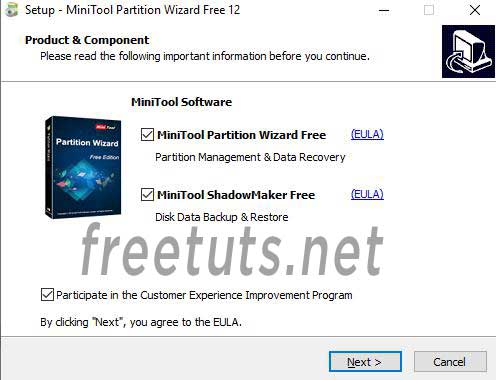 Setup - MiniTool Partition Wizard Free 12
Product & Component
Please read the following important information before you continue.
MiniTool Software
Mini Tool
Partition Wizard
Free Edition
MiniTool Partition Wizard Free (EULA)
Partition Management & Data Recovery
MiniTool ShadowMaker Free (EULA)
Disk Data Backup & Restore
freetuts.net
Participate in the Customer Experience Improvement Program
By clicking "Next", you agree to the EULA.
Next >
Cancel